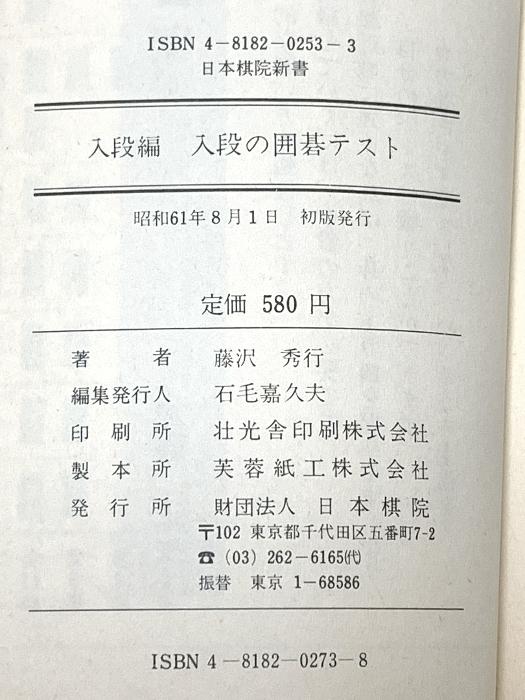 ISBN 4-8182-0253-3
日本棋院新書
入段編 入段の囲碁テスト
昭和61年8月1日 初版発行
定価 580 円
著者 藤沢 秀行
編集発行人 石毛嘉久夫
印刷所 壮光舎印刷株式会社
製本所 芙蓉紙工株式会社
発行所 財団法人 日本棋院
〒102 東京都千代田区五番町7-2
☎ (03) 262-6165㈹
振替 東京 1-68586
ISBN 4-8182-0273-8